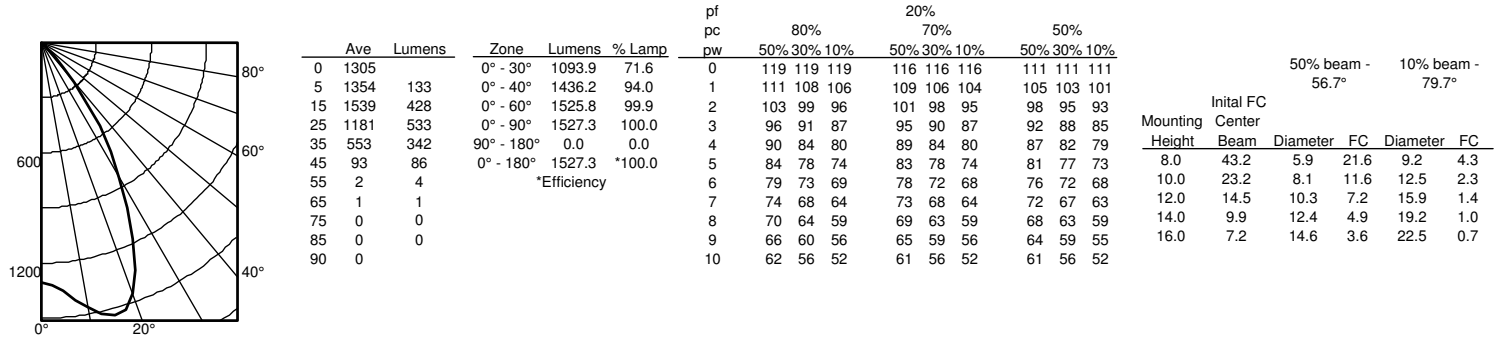 80°
60°
600
1200
40°
0° 20°
Ave Lumens
0 1305
5 1354 133
15 1539 428
25 1181 533
35 553 342
45 93 86
55 2 4
65 1 1
75 0 0
85 0 0
90 0
Zone Lumens % Lamp
0° - 30° 1093.9 71.6
0° - 40° 1436.2 94.0
0° - 60° 1525.8 99.9
0° - 90° 1527.3 100.0
90° - 180° 0.0 0.0
0° - 180° 1527.3 *100.0
*Efficiency
pf 20%
pc 80% 70% 50%
pw 50% 30% 10% 50% 30% 10% 50% 30% 10%
0 119 119 119 116 116 116 111 111 111
1 111 108 106 109 106 104 105 103 101
2 103 99 96 101 98 95 98 95 93
3 96 91 87 95 90 87 92 88 85
4 90 84 80 89 84 80 87 82 79
5 84 78 74 83 78 74 81 77 73
6 79 73 69 78 72 68 76 72 68
7 74 68 64 73 68 64 72 67 63
8 70 64 59 69 63 59 68 63 59
9 66 60 56 65 59 56 64 59 55
10 62 56 52 61 56 52 61 56 52
50% beam - 10% beam -
56.7° 79.7°
Inital FC
Mounting Center
Height Beam Diameter FC Diameter FC
8.0 43.2 5.9 21.6 9.2 4.3
10.0 23.2 8.1 11.6 12.5 2.3
12.0 14.5 10.3 7.2 15.9 1.4
14.0 9.9 12.4 4.9 19.2 1.0
16.0 7.2 14.6 3.6 22.5 0.7